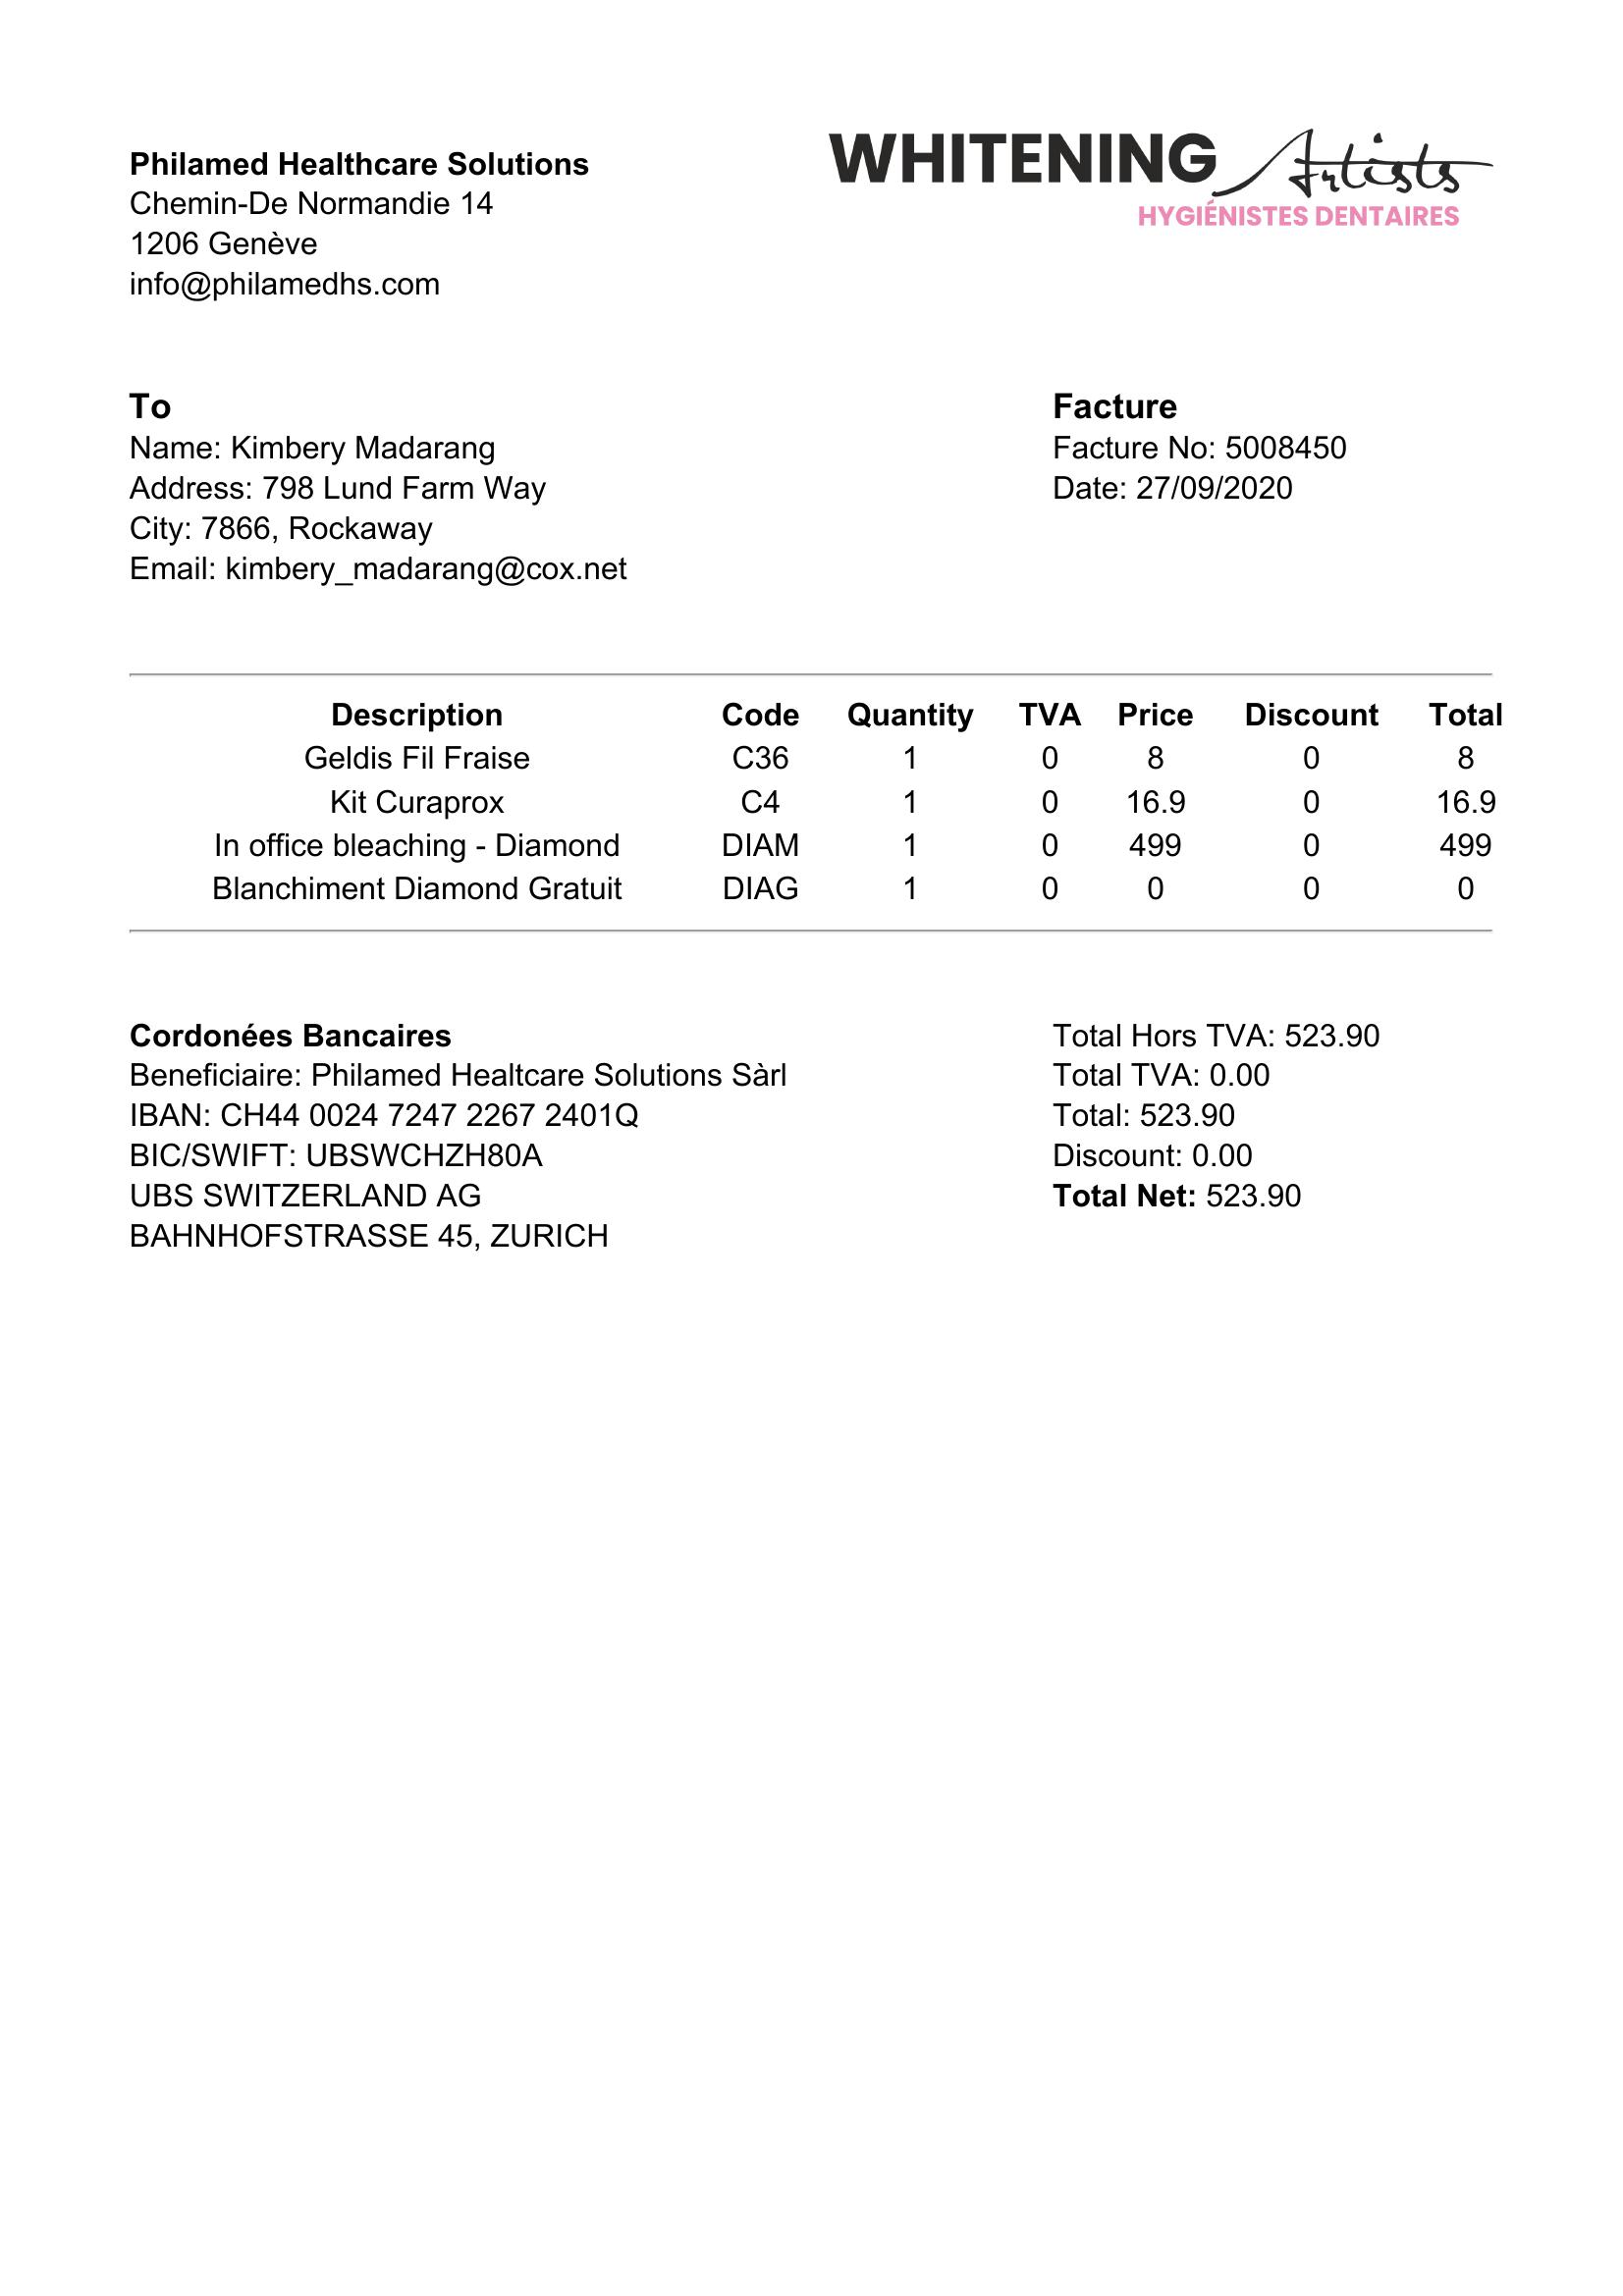 Philamed Healthcare Solutions
Chemin-De Normandie 14
1206 Genève
info@philamedhs.com
WHITENING Artists
HYGIÉNISTES DENTAIRES
To
Name: Kimbery Madarang
Address: 798 Lund Farm Way
City: 7866, Rockaway
Email: kimbery_madarang@cox.net
Facture
Facture No: 5008450
Date: 27/09/2020
Description Code Quantity TVA Price Discount Total
Geldis Fil Fraise C36 1 0 8 0 8
Kit Curaprox C4 1 0 16.9 0 16.9
In office bleaching - Diamond DIAM 1 0 499 0 499
Blanchiment Diamond Gratuit DIAG 1 0 0 0 0
Cordonées Bancaires
Beneficiaire: Philamed Healtcare Solutions Sàrl
IBAN: CH44 0024 7247 2267 2401Q
BIC/SWIFT: UBSWCHZH80A
UBS SWITZERLAND AG
BAHNHOFSTRASSE 45, ZURICH
Total Hors TVA: 523.90
Total TVA: 0.00
Total: 523.90
Discount: 0.00
Total Net: 523.90